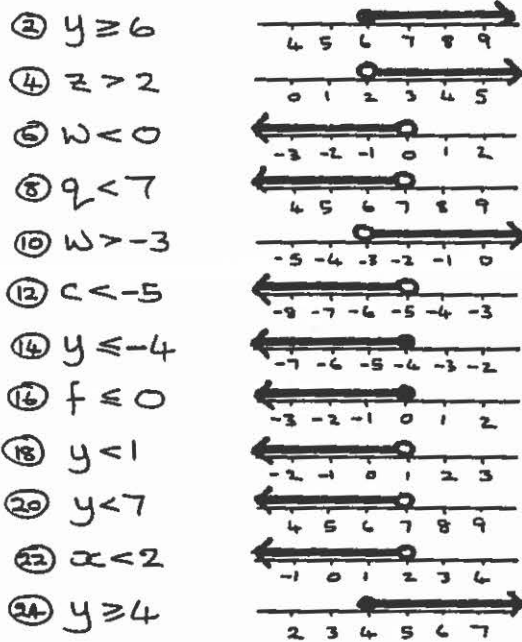 ② y ≥ 6 4 5 6 7 8 9
④ z > 2 0 1 2 3 4 5
⑥ w < 0 -3 -2 -1 0 1 2
⑧ q < 7 4 5 6 7 8 9
⑩ w > -3 -5 -4 -3 -2 -1 0
⑫ c < -5 -8 -7 -6 -5 -4 -3
⑭ y ≤ -4 -7 -6 -5 -4 -3 -2
⑯ f ≤ 0 -3 -2 -1 0 1 2
⑱ y < 1 -2 -1 0 1 2 3
⑳ y < 7 4 5 6 7 8 9
㉒ x < 2 -1 0 1 2 3 4
㉔ y ≥ 4 2 3 4 5 6 7